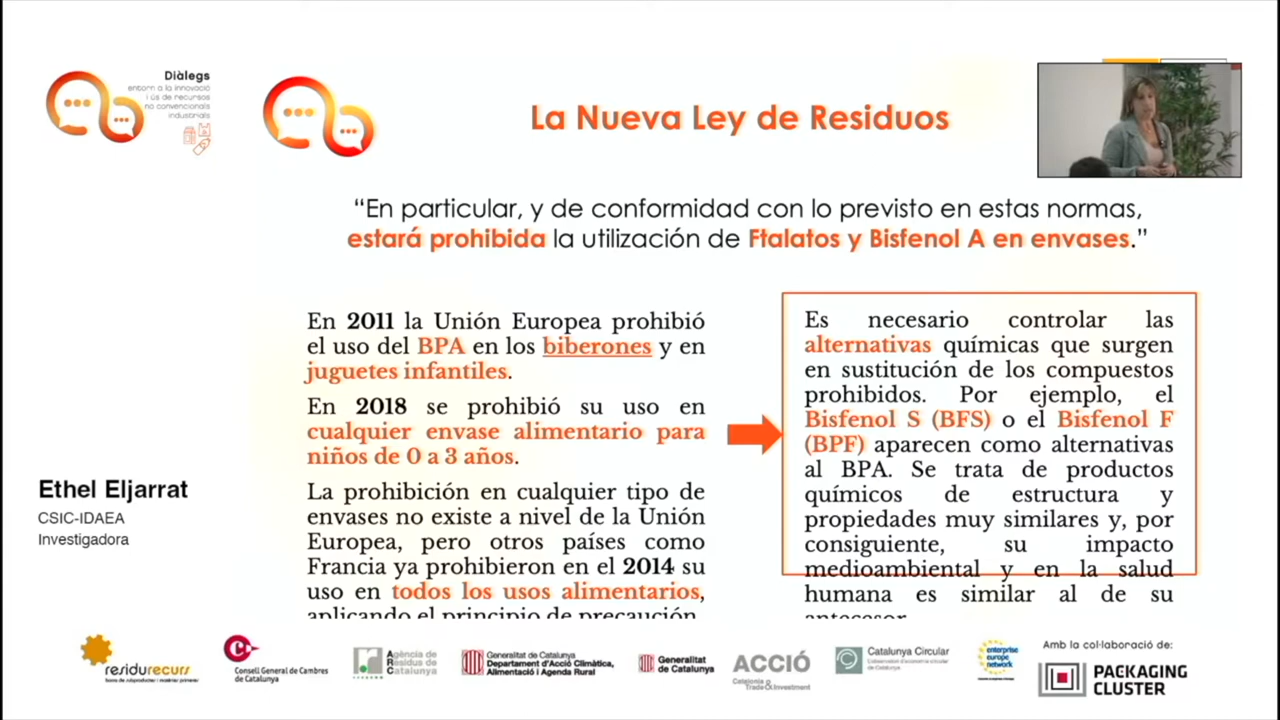 Diàlegs
entorn a la innovació
i ús de recursos
no convencionals
industrials
La Nueva Ley de Residuos
“En particular, y de conformidad con lo previsto en estas normas,
estará prohibida la utilización de Ftalatos y Bisfenol A en envases.”
En 2011 la Unión Europea prohibió
el uso del BPA en los biberones y en
juguetes infantiles.
En 2018 se prohibió su uso en
cualquier envase alimentario para
niños de 0 a 3 años.
La prohibición en cualquier tipo de
envases no existe a nivel de la Unión
Europea, pero otros países como
Francia ya prohibieron en el 2014 su
uso en todos los usos alimentarios,
aplicando el principio de precaución.
Es necesario controlar las
alternativas químicas que surgen
en sustitución de los compuestos
prohibidos. Por ejemplo, el
Bisfenol S (BFS) o el Bisfenol F
(BPF) aparecen como alternativas
al BPA. Se trata de productos
químicos de estructura y
propiedades muy similares y, por
consiguiente, su impacto
medioambiental y en la salud
humana es similar al de su
antecesor.
Ethel Eljarrat
CSIC-IDAEA
Investigadora
residurecurs
Consell General de Cambres
de Catalunya
Agència de
Residus de
Catalunya
Generalitat de Catalunya
Departament d'Acció Climàtica,
Alimentació i Agenda Rural
Generalitat
de Catalunya
ACCIÓ
Catalonia
Trade & Investment
Catalunya Circular
enterprise
europe
network
Amb la col·laboració de:
PACKAGING
CLUSTER